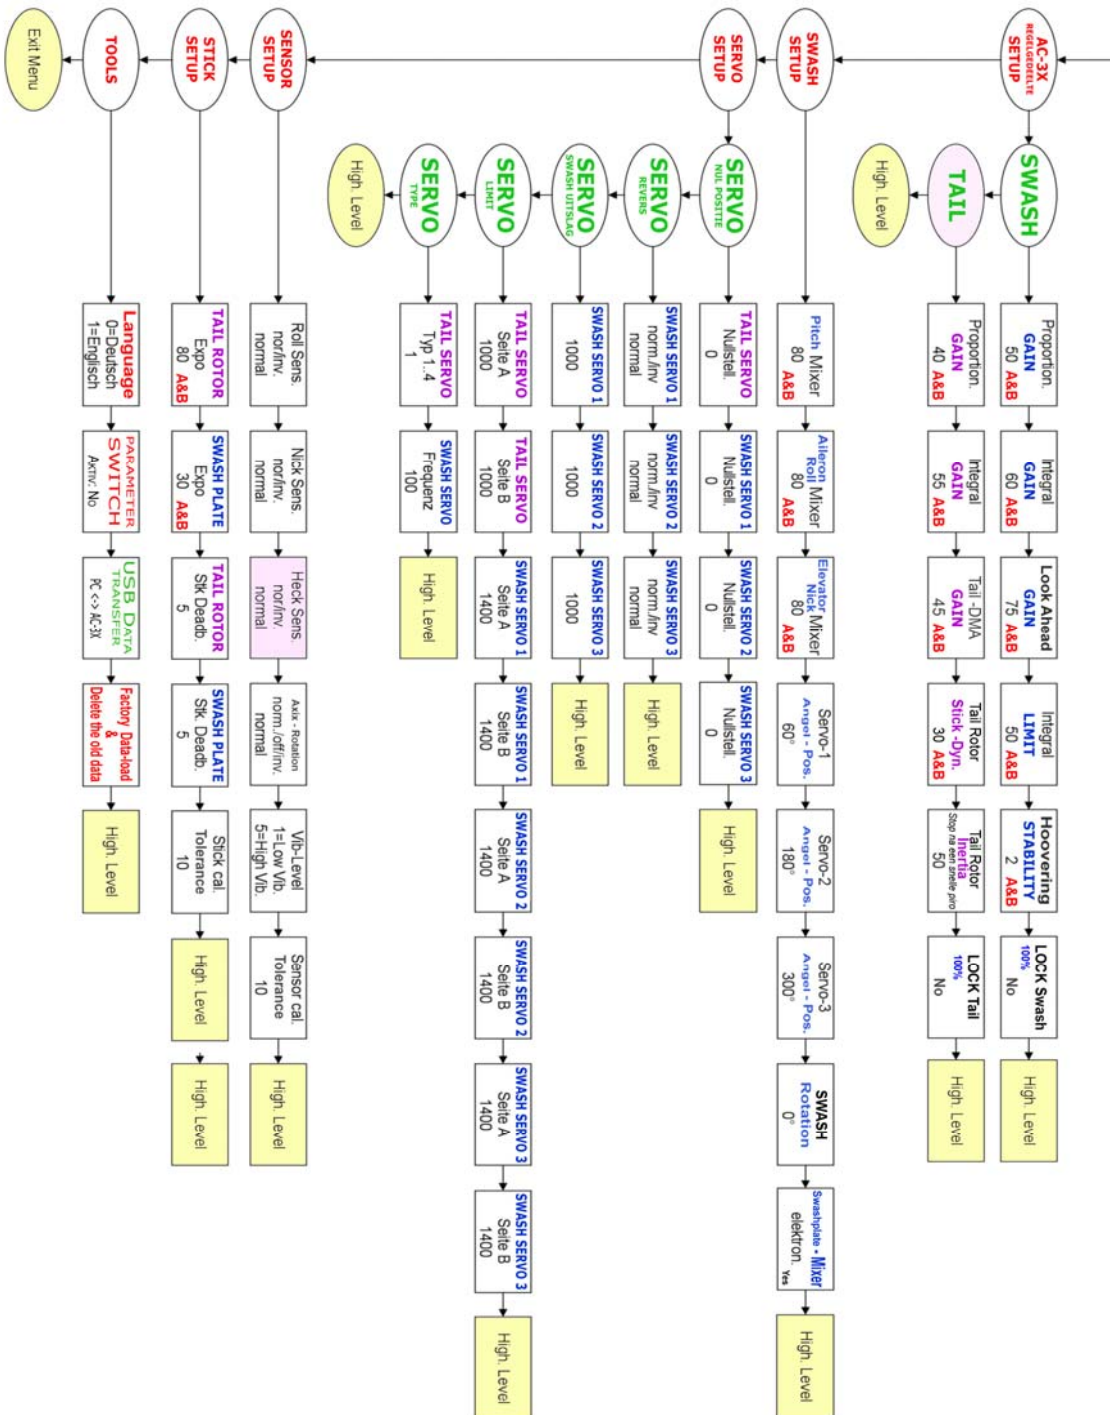 AC-3X
REGELGEDEELTE
SETUP
SWASH
Proportion.
GAIN
50 A&B
Integral
GAIN
60 A&B
Look Ahead
GAIN
75 A&B
Integral
LIMIT
50 A&B
Hoovering
STABILITY
2 A&B
LOCK Swash
100%
No
High. Level
TAIL
Proportion.
GAIN
40 A&B
Integral
GAIN
55 A&B
Tail -DMA
GAIN
45 A&B
Tail Rotor
Stick -Dyn.
30 A&B
Tail Rotor
Inertia
Stop na een snelle piro
50
LOCK Tail
100%
No
High. Level
High. Level
SWASH
SETUP
Pitch Mixer
80 A&B
Aileron
Roll Mixer
80 A&B
Elevator
Nick Mixer
80 A&B
Servo-1
Angel - Pos.
60°
Servo-2
Angel - Pos.
180°
Servo-3
Angel - Pos.
300°
SWASH
Rotation
0°
Swashplate - Mixer
elektron.
Yes
High. Level
SERVO
SETUP
SERVO
NUL POSITIE
TAIL SERVO
Nullstell.
0
SWASH SERVO 1
Nullstell.
0
SWASH SERVO 2
Nullstell.
0
SWASH SERVO 3
Nullstell.
0
High. Level
SERVO
REVERS
SWASH SERVO 1
norm./inv
normal
SWASH SERVO 2
norm./inv
normal
SWASH SERVO 3
norm./inv
normal
High. Level
SERVO
SWASH UITSLAG
SWASH SERVO 1
1000
SWASH SERVO 2
1000
SWASH SERVO 3
1000
High. Level
SERVO
LIMIT
TAIL SERVO
Seite A
1000
TAIL SERVO
Seite B
1000
SWASH SERVO 1
Seite A
1400
SWASH SERVO 1
Seite B
1400
SWASH SERVO 2
Seite A
1400
SWASH SERVO 2
Seite B
1400
SWASH SERVO 3
Seite A
1400
SWASH SERVO 3
Seite B
1400
High. Level
SERVO
TYPE
TAIL SERVO
Typ 1..4
1
SWASH SERVO
Frequenz
100
High. Level
High. Level
SENSOR
SETUP
Roll Sens.
nor/inv.
normal
Nick Sens.
nor/inv.
normal
Heck Sens.
nor/inv.
normal
Axix - Rotation
norm./off/inv.
normal
Vib-Level
1=Low Vib.
5=High Vib.
Sensor cal.
Tolerance
10
High. Level
STICK
SETUP
TAIL ROTOR
Expo
80 A&B
SWASH PLATE
Expo
30 A&B
TAIL ROTOR
Stk Deadb.
5
SWASH PLATE
Stk. Deadb.
5
Stick cal.
Tolerance
10
High. Level
High. Level
TOOLS
Language
0=Deutsch
1=Englisch
PARAMETER
SWITCH
AKTIV: No
USB DATA
TRANSFER
PC <-> AC-3X
Factory Data-load
&
Delete the old data
High. Level
Exit Menu